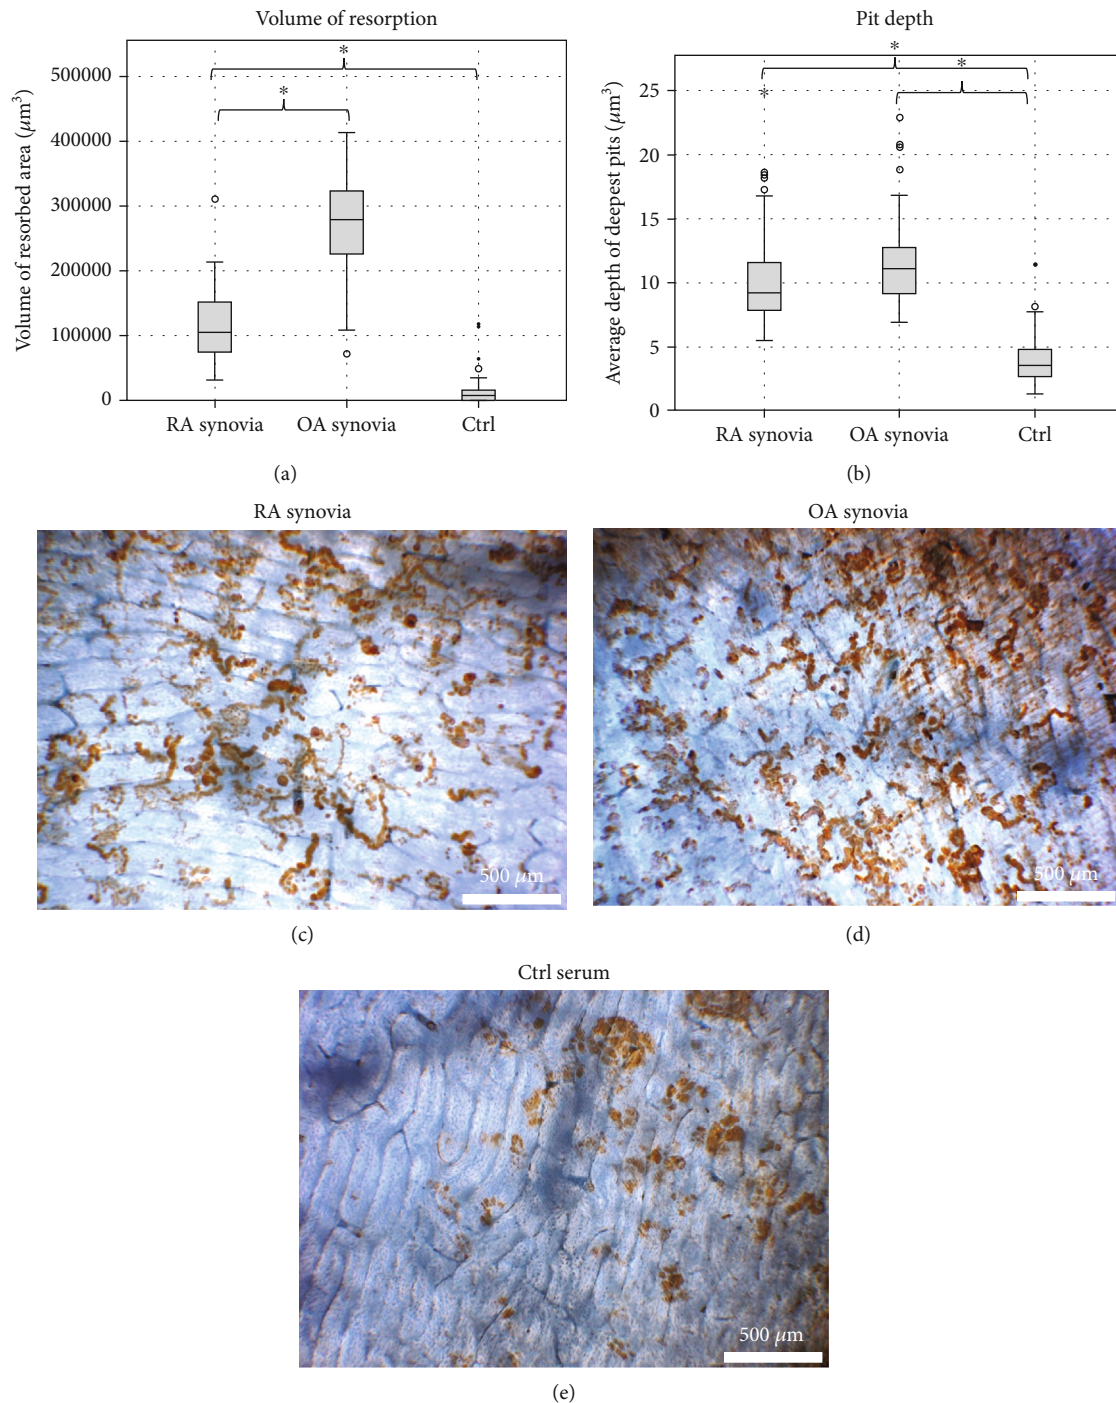 Volume of resorption
Volume of resorbed area (μm³)
500000
400000
300000
200000
100000
0
*
*
RA synovia
OA synovia
Ctrl
(a)
Pit depth
Average depth of deepest pits (μm³)
25
20
15
10
5
0
*
*
*
RA synovia
OA synovia
Ctrl
(b)
RA synovia
500 μm
(c)
OA synovia
500 μm
(d)
Ctrl serum
500 μm
(e)